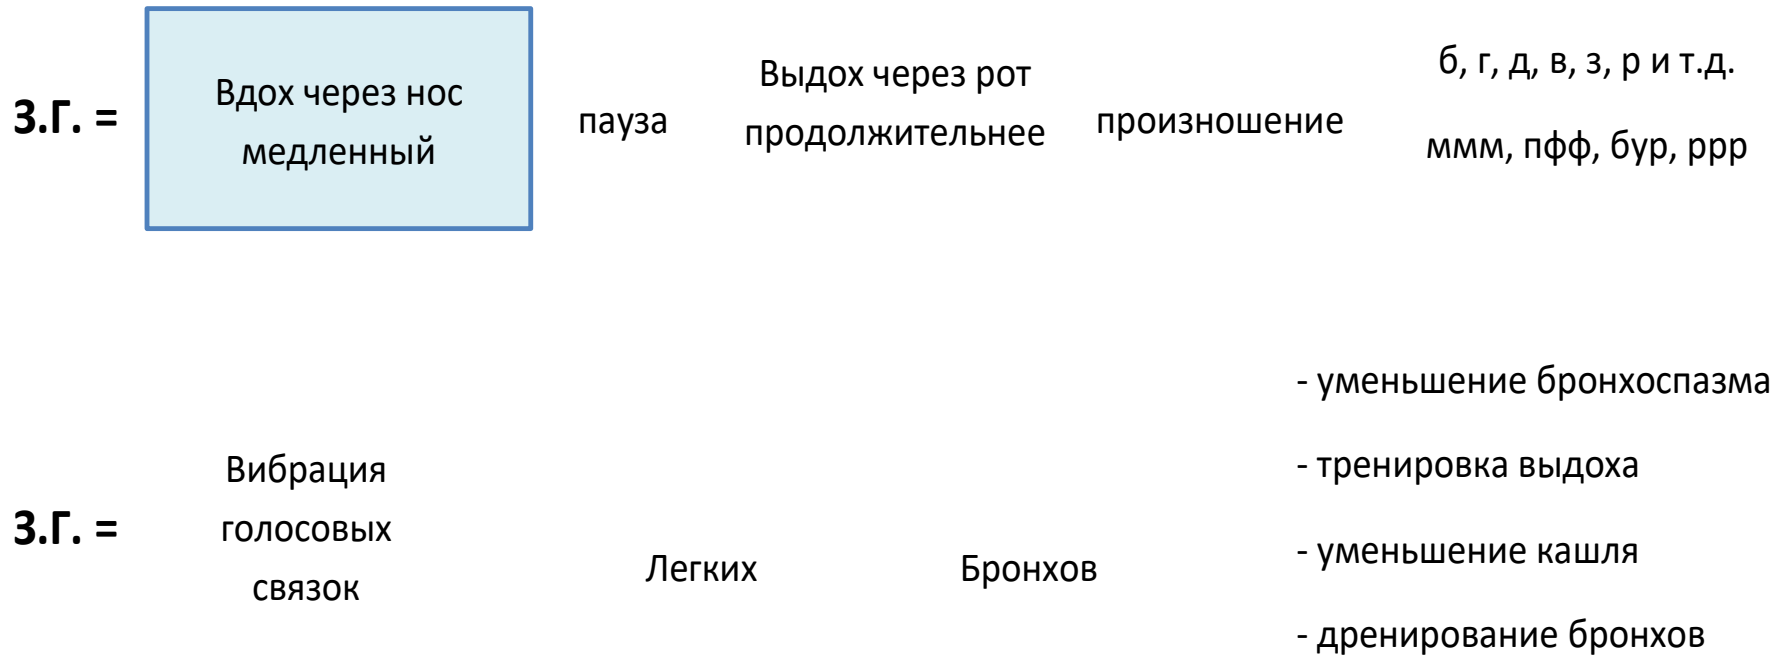 З.Г. =
Вдох через нос
медленный
пауза
Выдох через рот
продолжительнее
произношение
б, г, д, в, з, р и т.д.
ммм, пфф, бур, ррр
З.Г. =
Вибрация
голосовых
связок
Легких
Бронхов
- уменьшение бронхоспазма
- тренировка выдоха
- уменьшение кашля
- дренирование бронхов